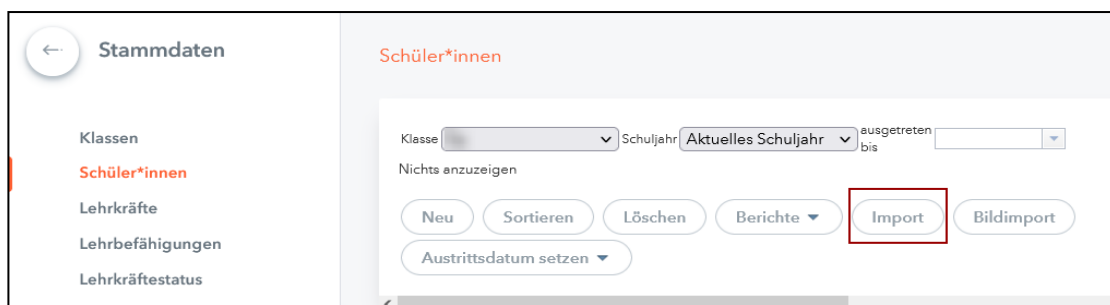 Stammdaten
Schüler*innen
Klassen
Schüler*innen
Lehrkräfte
Lehrbefähigungen
Lehrkräftestatus
Klasse Schuljahr Aktuelles Schuljahr ausgetreten bis
Nichts anzuzeigen
Neu Sortieren Löschen Berichte Import Bildimport
Austrittsdatum setzen